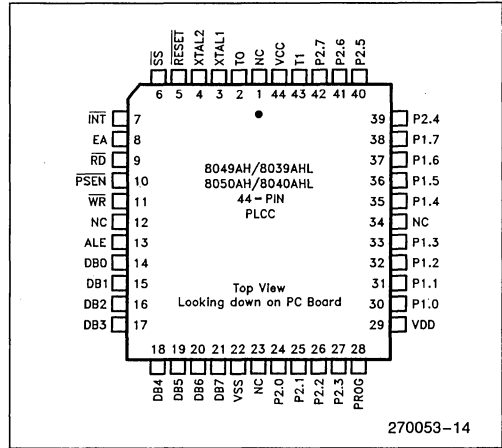 SS RESET XTAL2 XTAL1 TO NC VCC T1 P2.7 P2.6 P2.5
6 5 4 3 2 1 44 43 42 41 40
INT 7
EA 8
RD 9
PSEN 10
WR 11
NC 12
ALE 13
DB0 14
DB1 15
DB2 16
DB3 17
8049AH/8039AHL
8050AH/8040AHL
44-PIN
PLCC
Top View
Looking down on PC Board
39 P2.4
38 P1.7
37 P1.6
36 P1.5
35 P1.4
34 NC
33 P1.3
32 P1.2
31 P1.1
30 P1.0
29 VDD
18 19 20 21 22 23 24 25 26 27 28
DB4 DB5 DB6 DB7 VSS NC P2.0 P2.1 P2.2 P2.3 PROG
270053-14